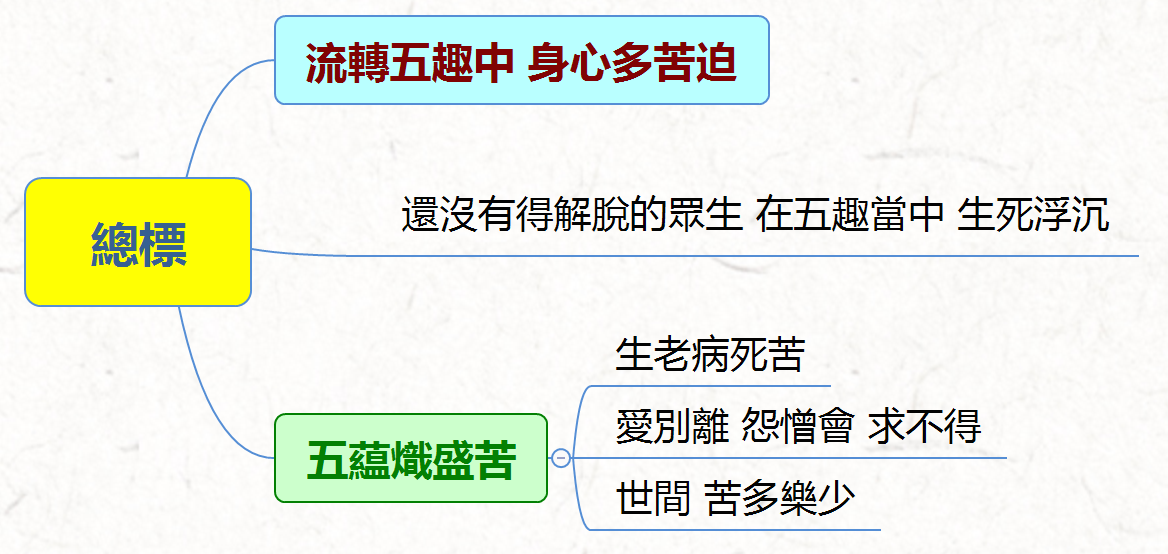 流轉五趣中 身心多苦迫
總標
還沒有得解脫的眾生 在五趣當中 生死浮沉
五蘊熾盛苦
生老病死苦
愛別離 怨憎會 求不得
世間 苦多樂少